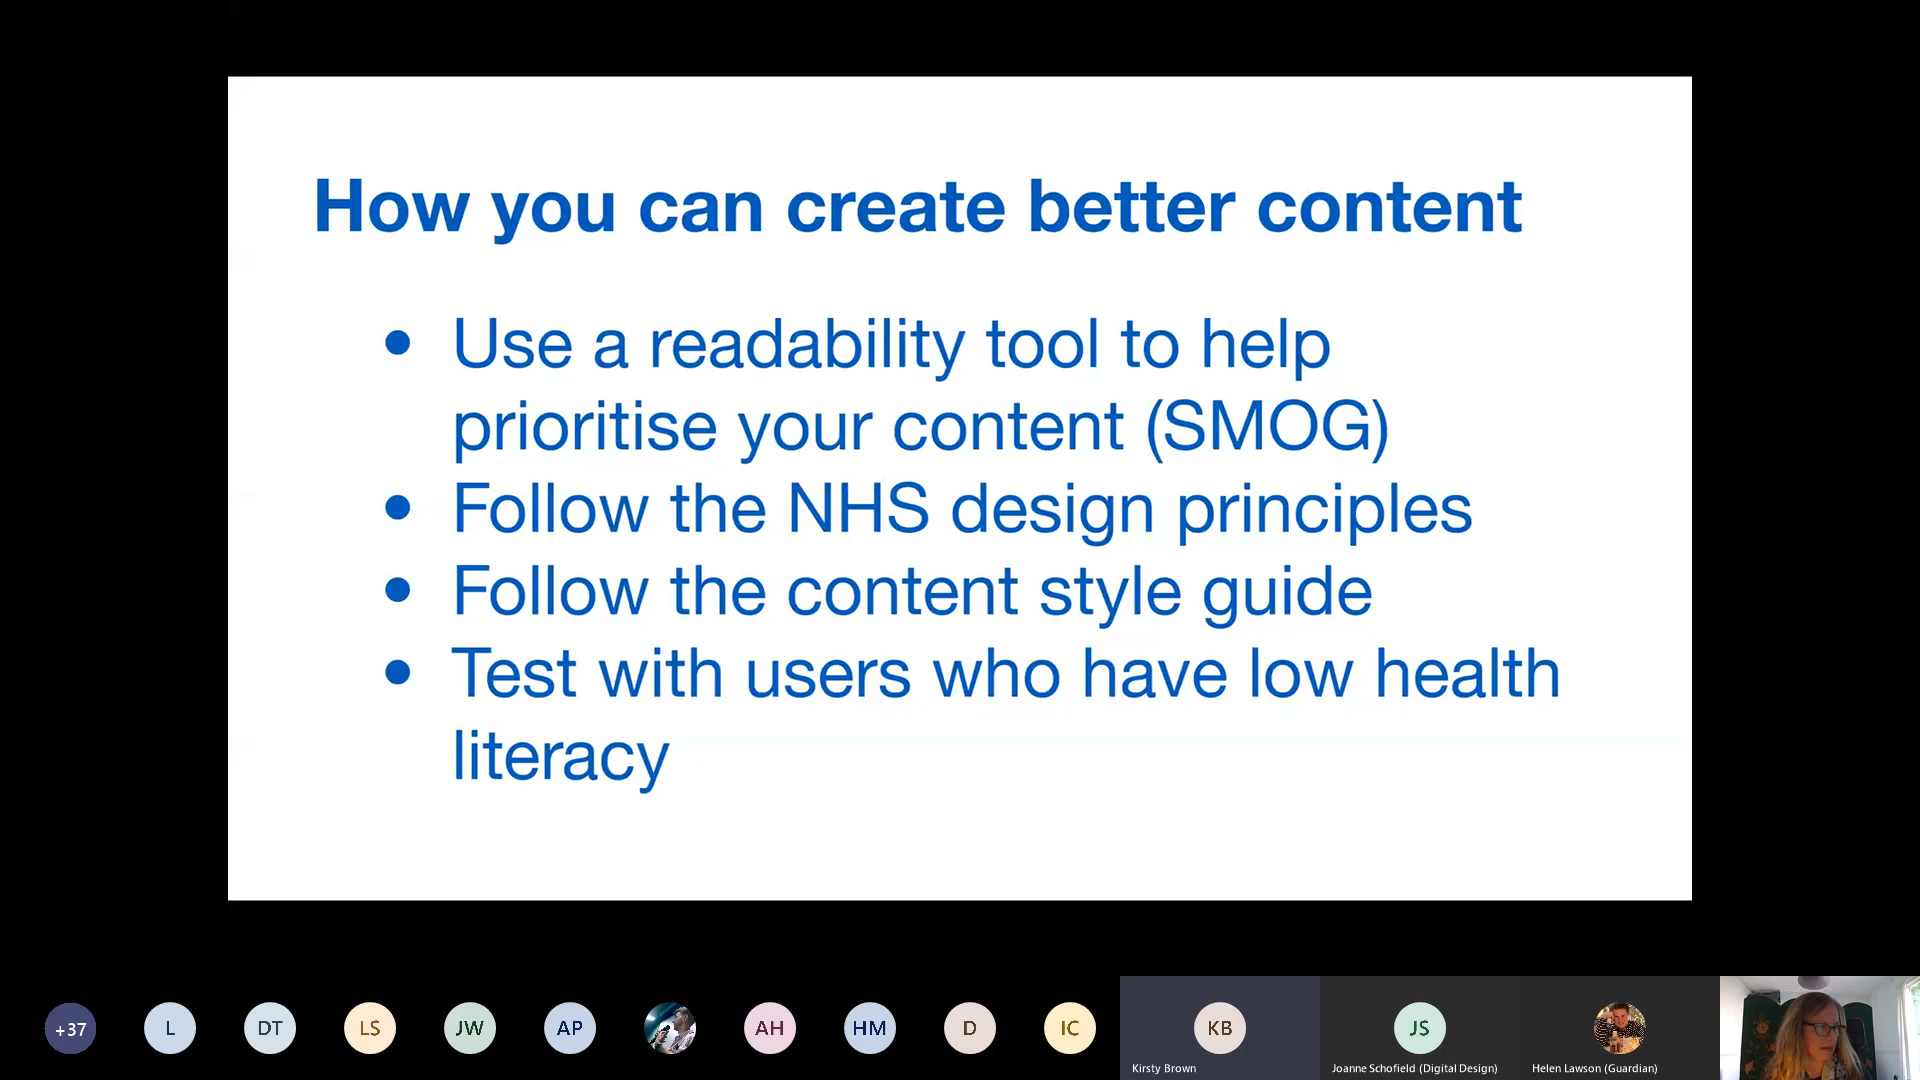 How you can create better content
• Use a readability tool to help
prioritise your content (SMOG)
• Follow the NHS design principles
• Follow the content style guide
• Test with users who have low health
literacy
+37
L
DT
LS
JW
AP
AH
HM
D
IC
KB
JS
Kirsty Brown
Joanne Schofield (Digital Design)
Helen Lawson (Guardian)